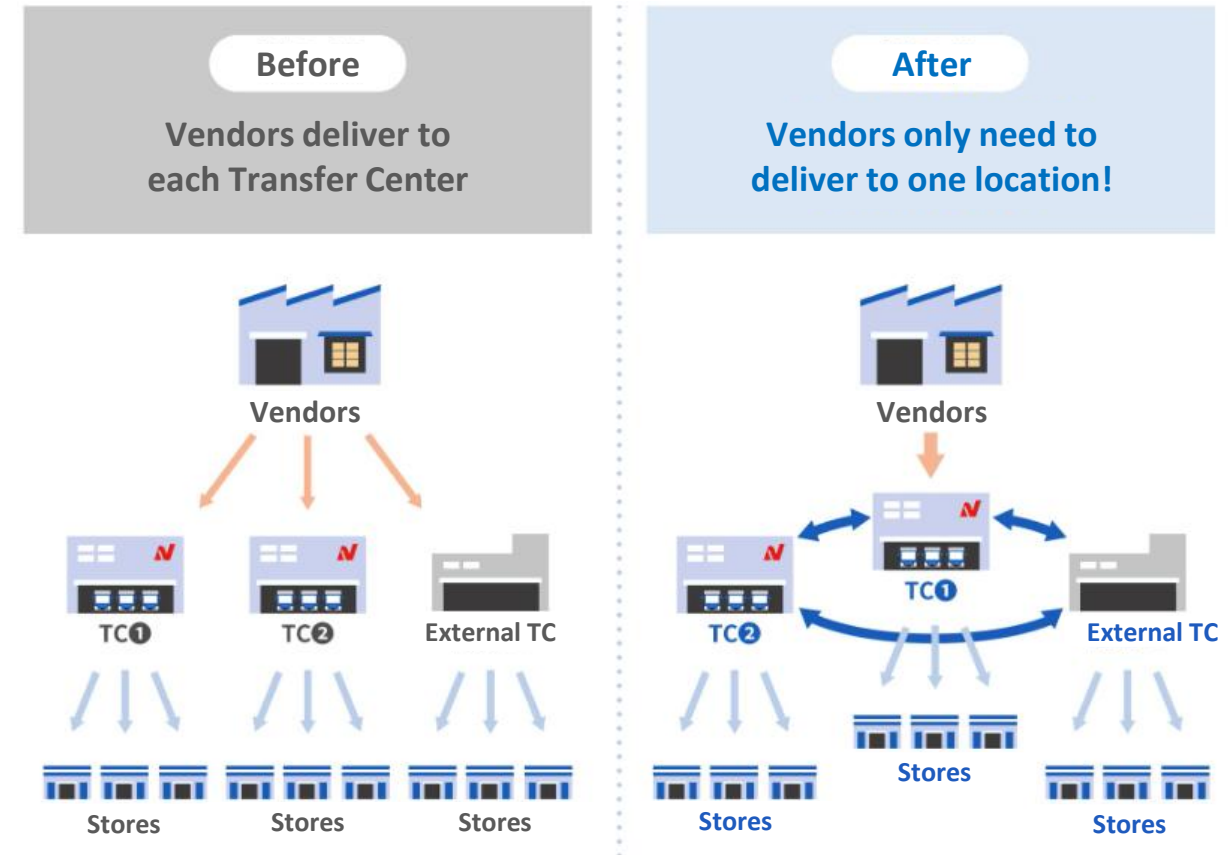 Before
Vendors deliver to
each Transfer Center
Vendors
TC❶
TC❷
External TC
Stores
Stores
Stores
After
Vendors only need to
deliver to one location!
Vendors
TC❶
TC❷
External TC
Stores
Stores
Stores